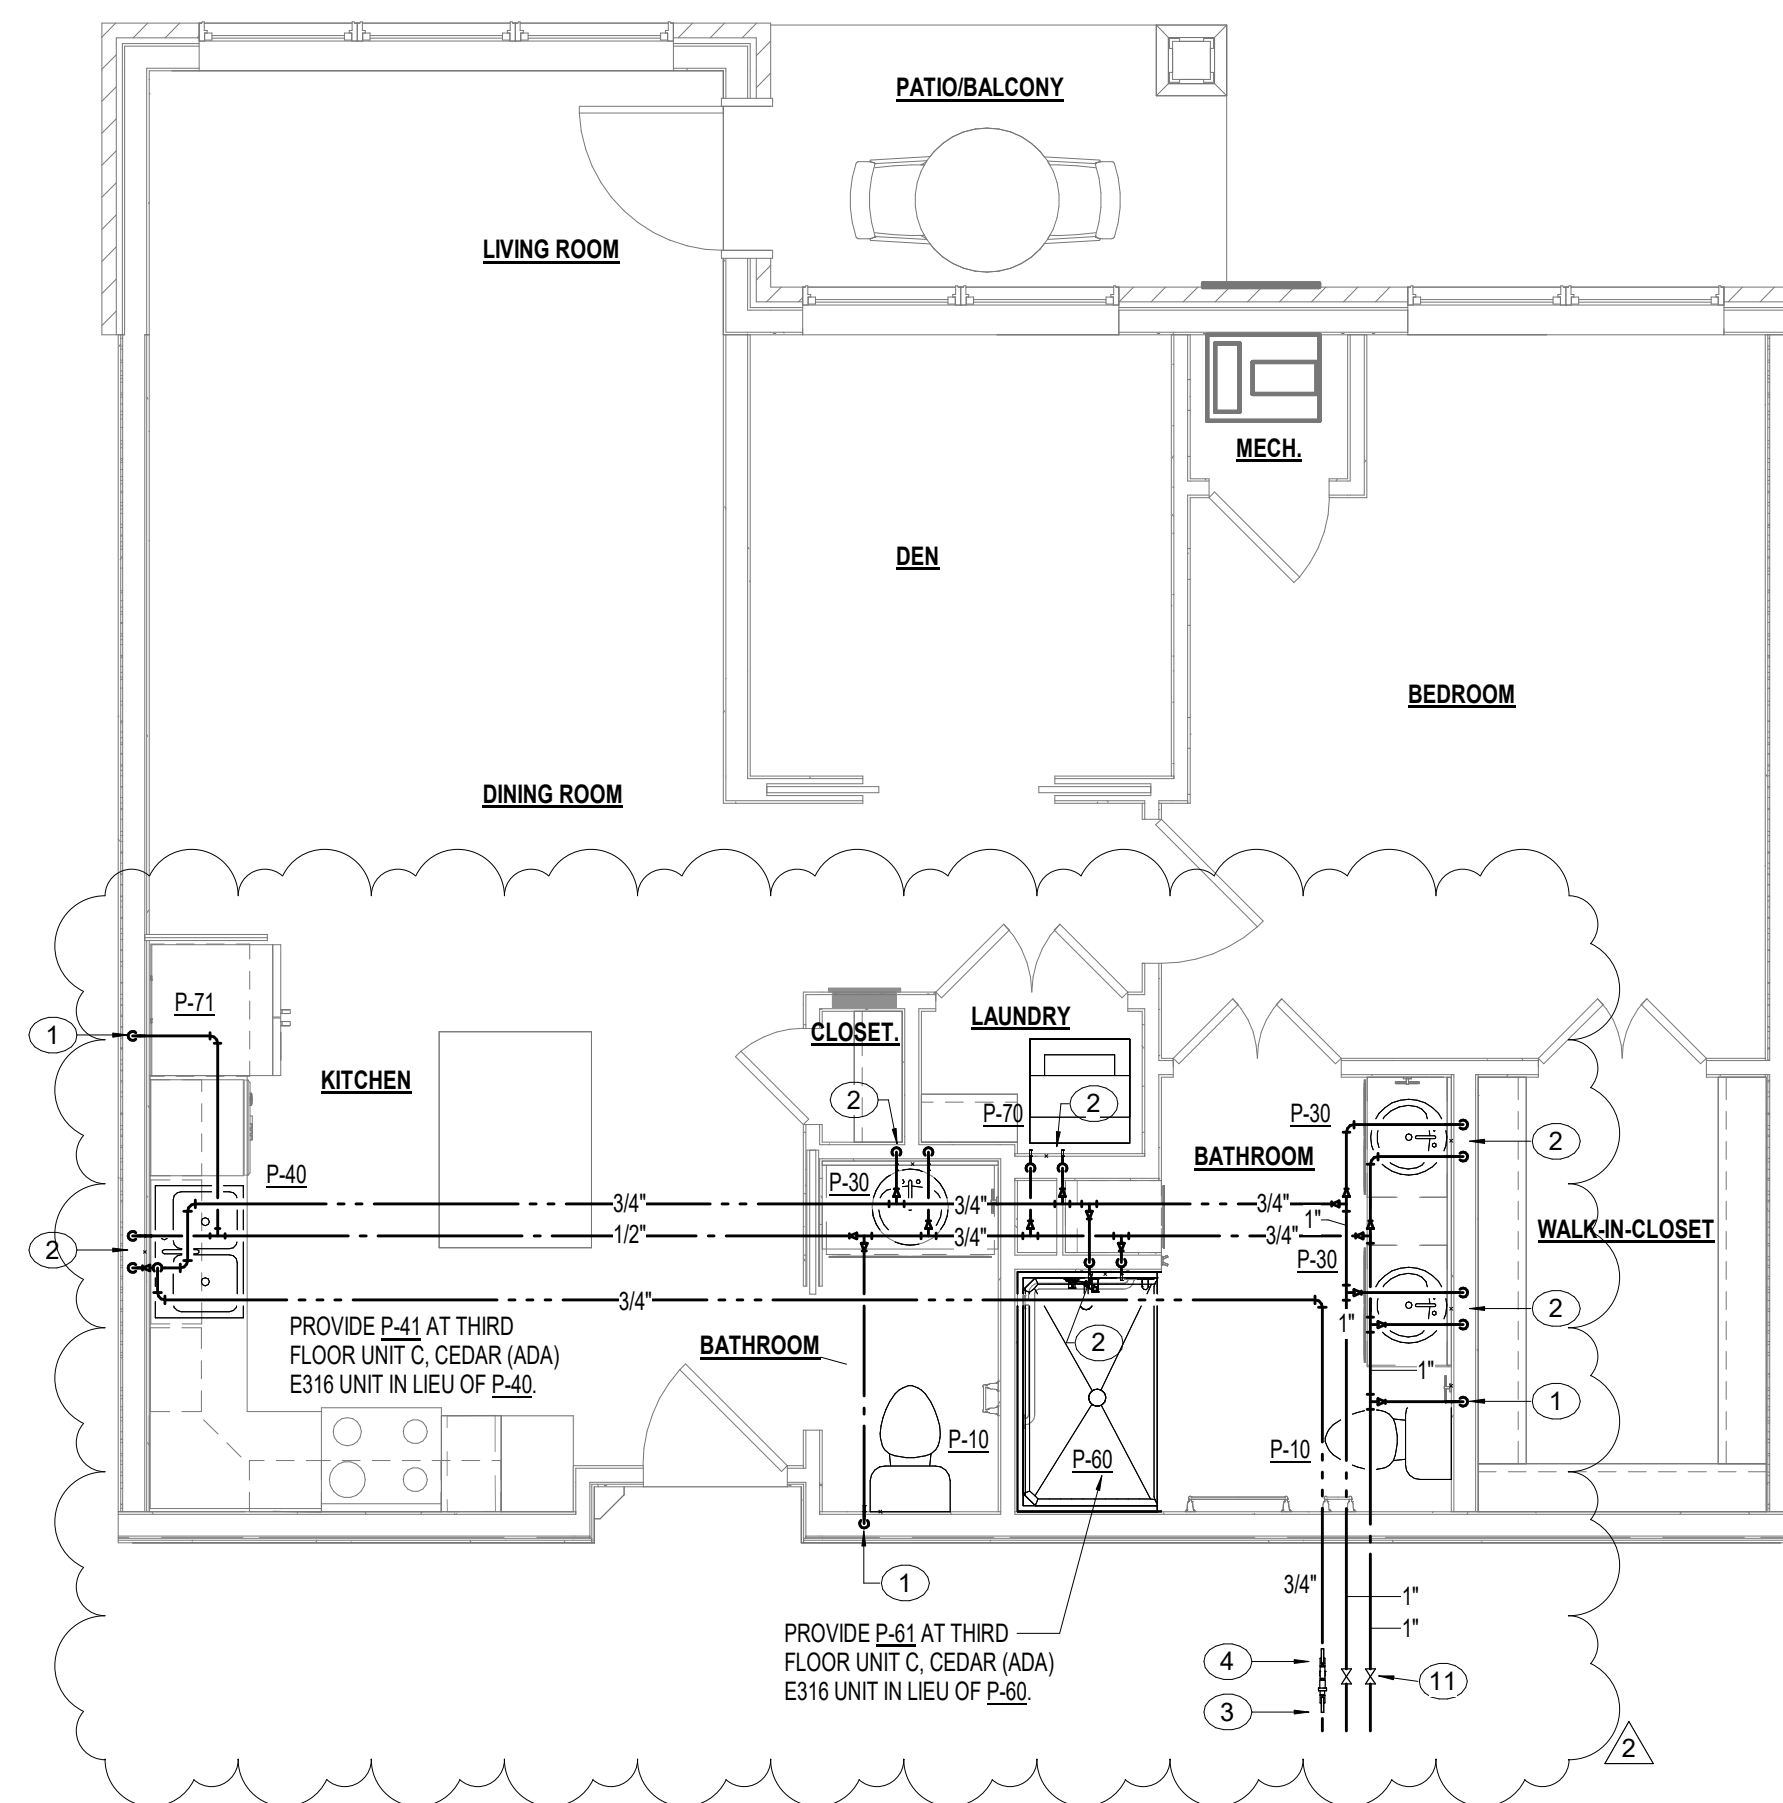 PATIO/BALCONY
LIVING ROOM
MECH.
DEN
BEDROOM
DINING ROOM
P-71
1
LAUNDRY
CLOSET.
KITCHEN
2
2
P-70
P-30
2
BATHROOM
P-40
P-30
3/4"
3/4"
3/4"
1"
WALK-IN-CLOSET
1/2"
3/4"
3/4"
2
P-30
3/4"
2
1"
PROVIDE P-41 AT THIRD
FLOOR UNIT C, CEDAR (ADA)
E316 UNIT IN LIEU OF P-40.
BATHROOM
2
1"
1
P-10
P-10
P-60
1
3/4"
1"
1"
PROVIDE P-61 AT THIRD
FLOOR UNIT C, CEDAR (ADA)
E316 UNIT IN LIEU OF P-60.
4
11
3
2